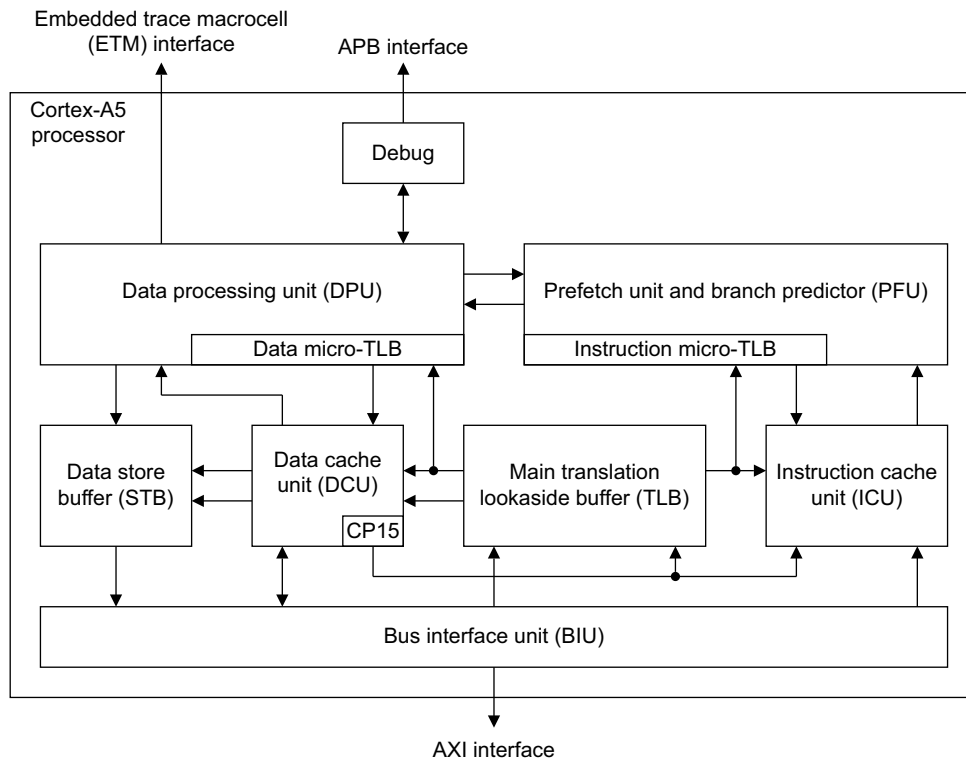 Embedded trace macrocell
(ETM) interface
APB interface
Cortex-A5
processor
Debug
Data processing unit (DPU)
Prefetch unit and branch predictor (PFU)
Data micro-TLB
Instruction micro-TLB
Data store
buffer (STB)
Data cache
unit (DCU)
CP15
Main translation
lookaside buffer (TLB)
Instruction cache
unit (ICU)
Bus interface unit (BIU)
AXI interface